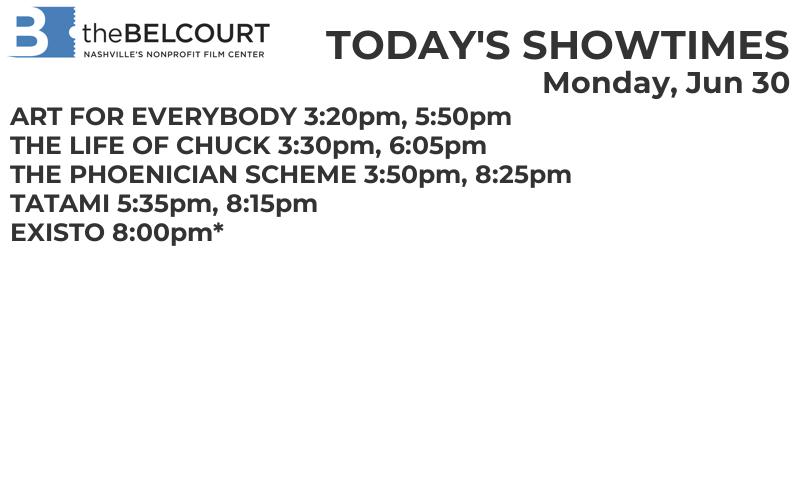 B theBELCOURT
NASHVILLE'S NONPROFIT FILM CENTER
TODAY'S SHOWTIMES
Monday, Jun 30
ART FOR EVERYBODY 3:20pm, 5:50pm
THE LIFE OF CHUCK 3:30pm, 6:05pm
THE PHOENICIAN SCHEME 3:50pm, 8:25pm
TATAMI 5:35pm, 8:15pm
EXISTO 8:00pm*